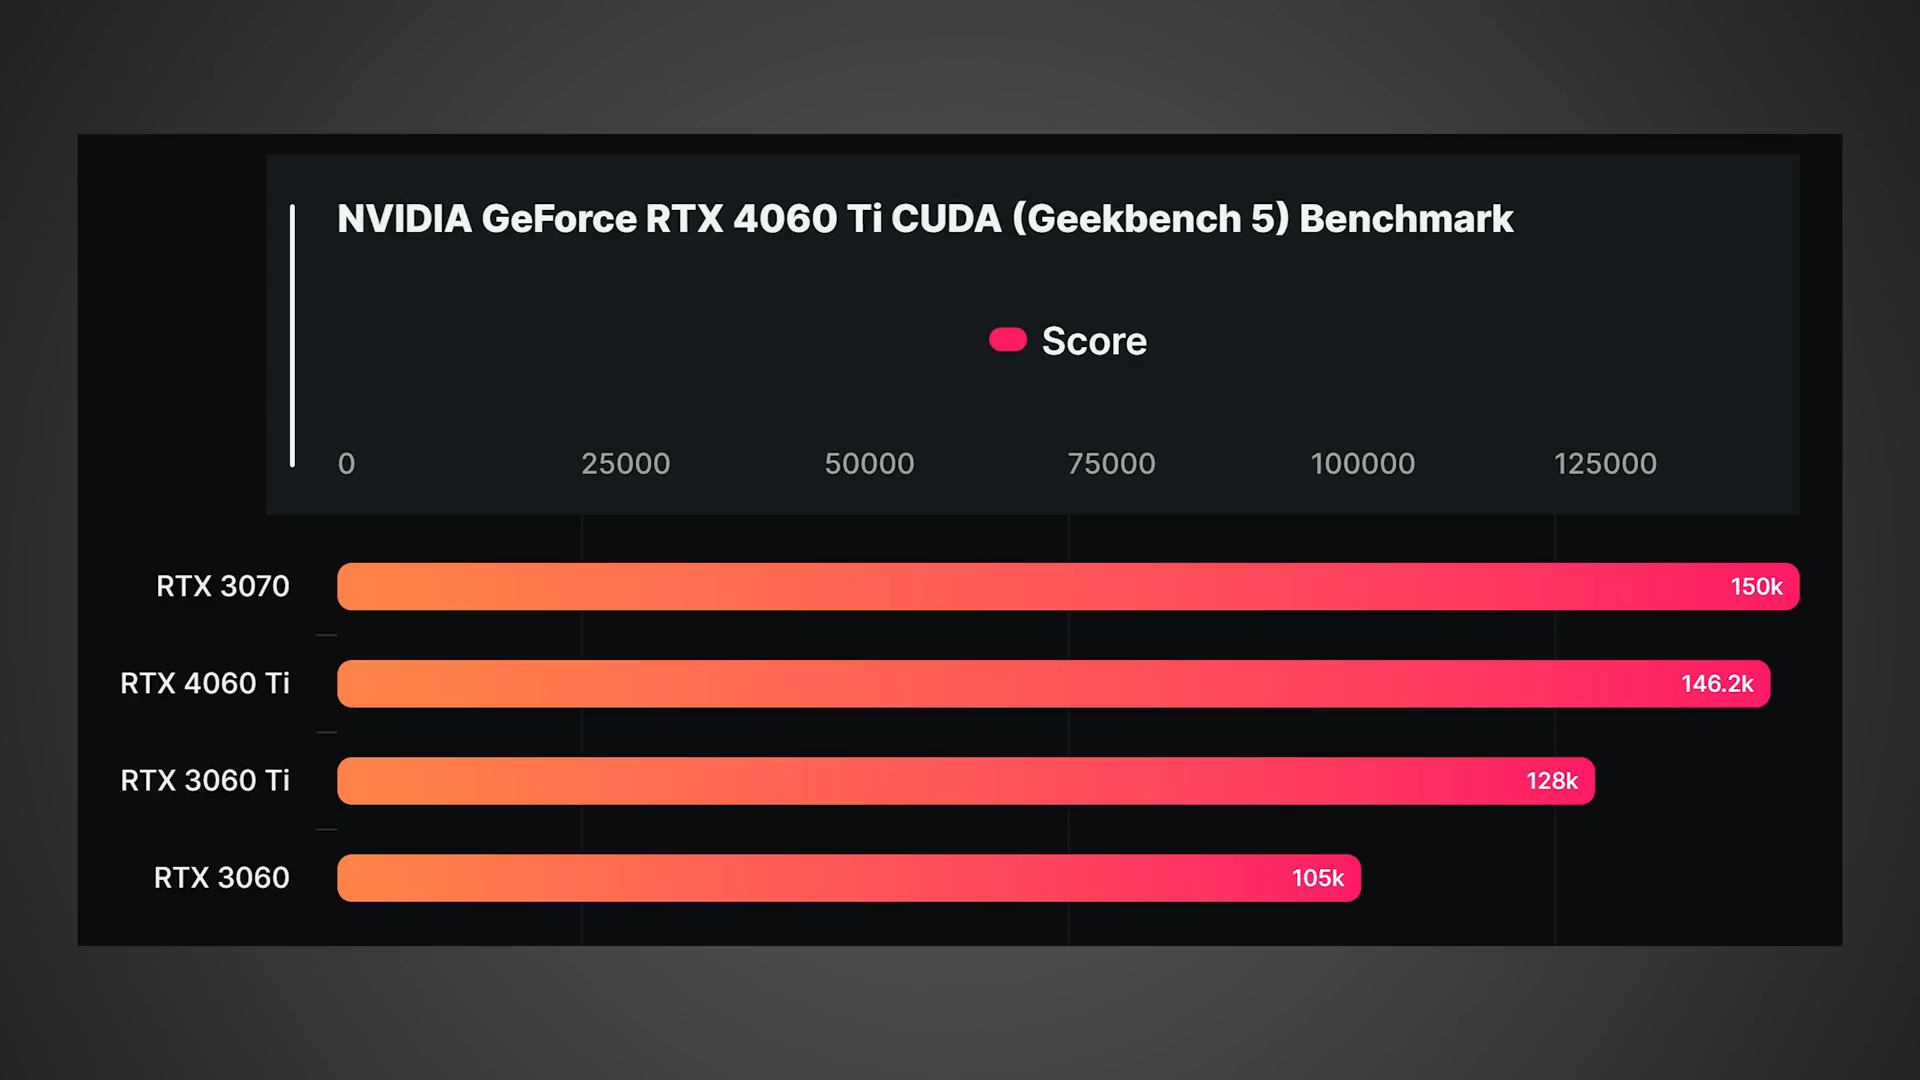 NVIDIA GeForce RTX 4060 Ti CUDA (Geekbench 5) Benchmark
Score
0 25000 50000 75000 100000 125000
RTX 3070 150k
RTX 4060 Ti 146.2k
RTX 3060 Ti 128k
RTX 3060 105k